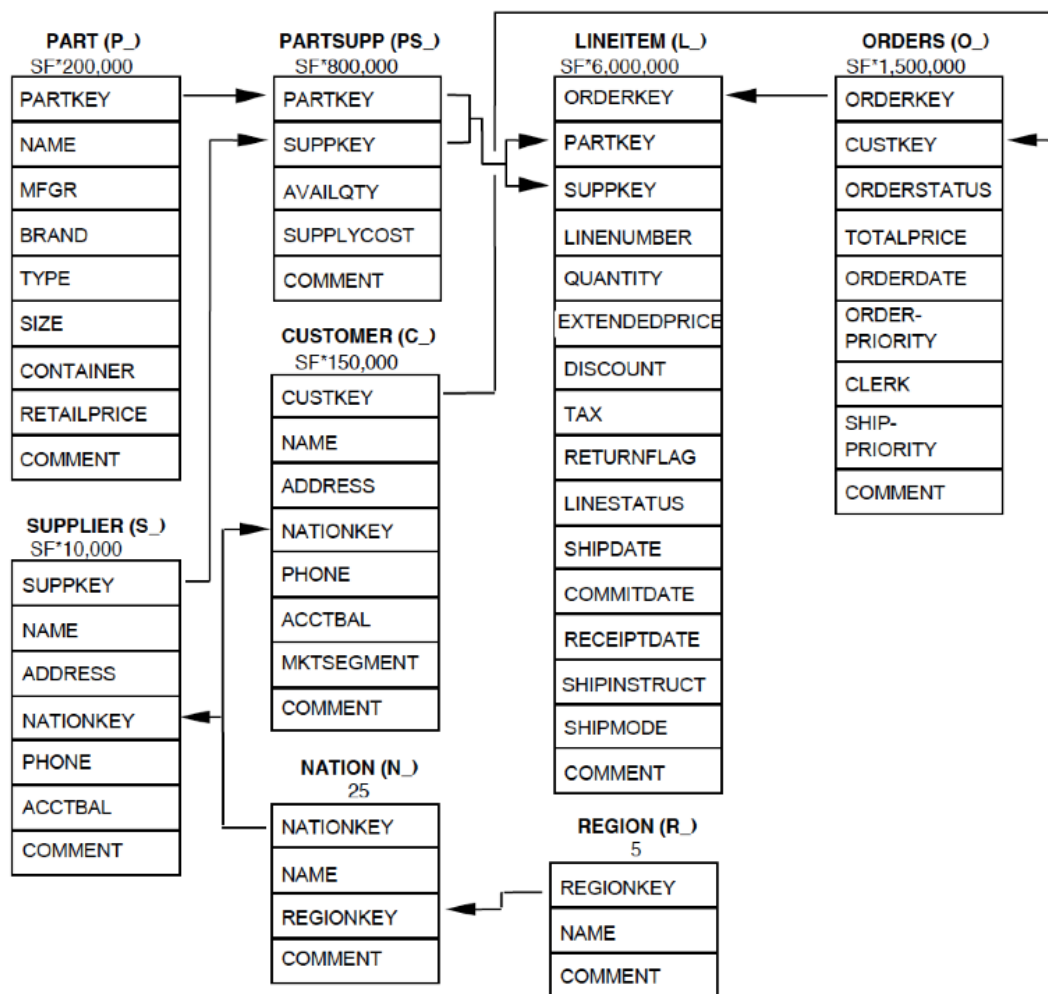 PART (P_)
SF*200,000
PARTKEY
NAME
MFGR
BRAND
TYPE
SIZE
CONTAINER
RETAILPRICE
COMMENT
SUPPLIER (S_)
SF*10,000
SUPPKEY
NAME
ADDRESS
NATIONKEY
PHONE
ACCTBAL
COMMENT
PARTSUPP (PS_)
SF*800,000
PARTKEY
SUPPKEY
AVAILQTY
SUPPLYCOST
COMMENT
CUSTOMER (C_)
SF*150,000
CUSTKEY
NAME
ADDRESS
NATIONKEY
PHONE
ACCTBAL
MKTSEGMENT
COMMENT
NATION (N_)
25
NATIONKEY
NAME
REGIONKEY
COMMENT
LINEITEM (L_)
SF*6,000,000
ORDERKEY
PARTKEY
SUPPKEY
LINENUMBER
QUANTITY
EXTENDEDPRICE
DISCOUNT
TAX
RETURNFLAG
LINESTATUS
SHIPDATE
COMMITDATE
RECEIPTDATE
SHIPINSTRUCT
SHIPMODE
COMMENT
REGION (R_)
5
REGIONKEY
NAME
COMMENT
ORDERS (O_)
SF*1,500,000
ORDERKEY
CUSTKEY
ORDERSTATUS
TOTALPRICE
ORDERDATE
ORDER-
PRIORITY
CLERK
SHIP-
PRIORITY
COMMENT